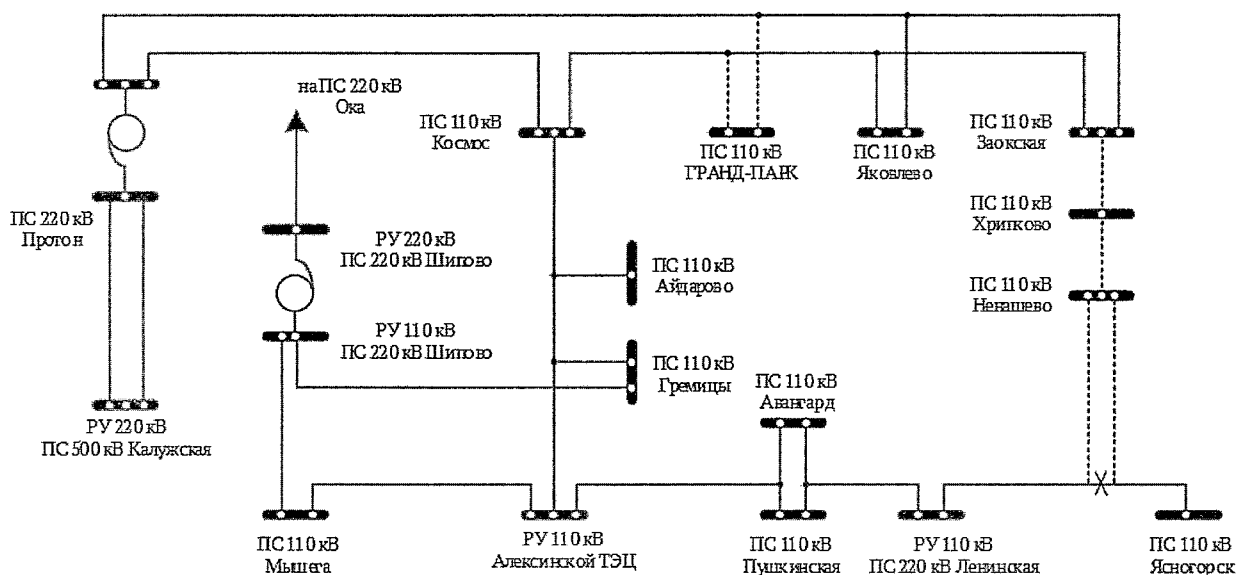 на ПС 220 кВ
Ока
ПС 110 кВ
Космос
ПС 110 кВ
ГРАНД-ПАРК
ПС 110 кВ
Яковлево
ПС 110 кВ
Заокская
ПС 220 кВ
Протон
РУ 220 кВ
ПС 220 кВ Шипово
ПС 110 кВ
Айдарово
ПС 110 кВ
Хрипково
ПС 110 кВ
Ненашево
РУ 110 кВ
ПС 220 кВ Шипово
ПС 110 кВ
Гремицы
ПС 110 кВ
Авангард
РУ 220 кВ
ПС 500 кВ Калужская
ПС 110 кВ
Мышега
РУ 110 кВ
Алексинской ТЭЦ
ПС 110 кВ
Пушкинская
РУ 110 кВ
ПС 220 кВ Ленинская
ПС 110 кВ
Ясногорск